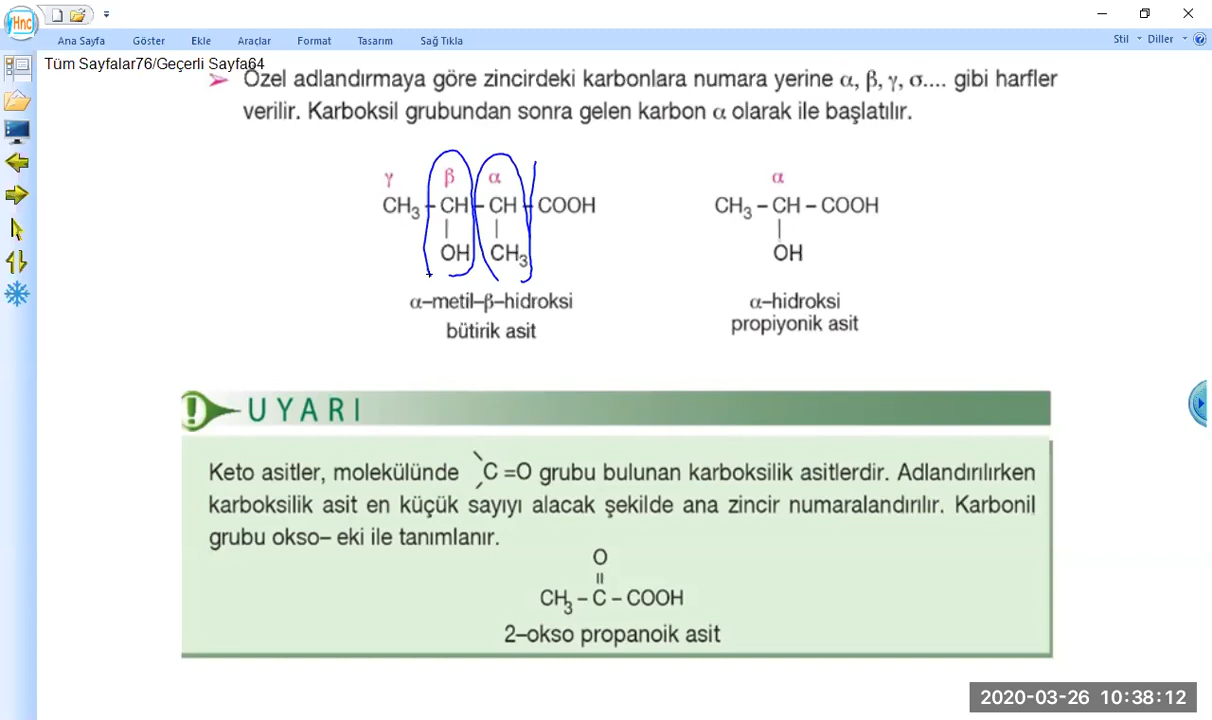 Hnc
Ana Sayfa Göster Ekle Araçlar Format Tasarım Sağ Tıkla Stil Diller
Tüm Sayfalar76/Geçerli Sayfa64
Özel adlandırmaya göre zincirdeki karbonlara numara yerine α, β, γ, σ.... gibi harfler
verilir. Karboksil grubundan sonra gelen karbon α olarak ile başlatılır.
γ β α
CH₃ – CH – CH – COOH
OH CH₃
α–metil–β–hidroksi
bütirik asit
α
CH₃ – CH – COOH
OH
α–hidroksi
propiyonik asit
! UYARI
Keto asitler, molekülünde C =O grubu bulunan karboksilik asitlerdir. Adlandırılırken
karboksilik asit en küçük sayıyı alacak şekilde ana zincir numaralandırılır. Karbonil
grubu okso– eki ile tanımlanır.
O
CH₃ – C – COOH
2–okso propanoik asit
2020-03-26 10:38:12